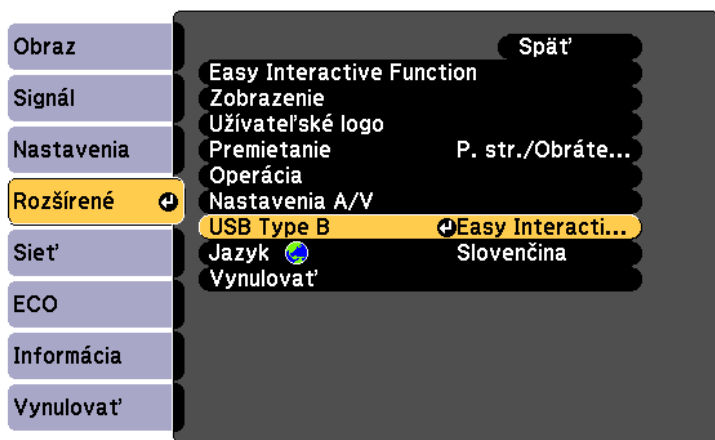 Obraz
Signál
Nastavenia
Rozšírené
Sieť
ECO
Informácia
Vynulovať
Späť
Easy Interactive Function
Zobrazenie
Užívateľské logo
Premietanie P. str./Obráte...
Operácia
Nastavenia A/V
USB Type B Easy Interacti...
Jazyk Slovenčina
Vynulovať